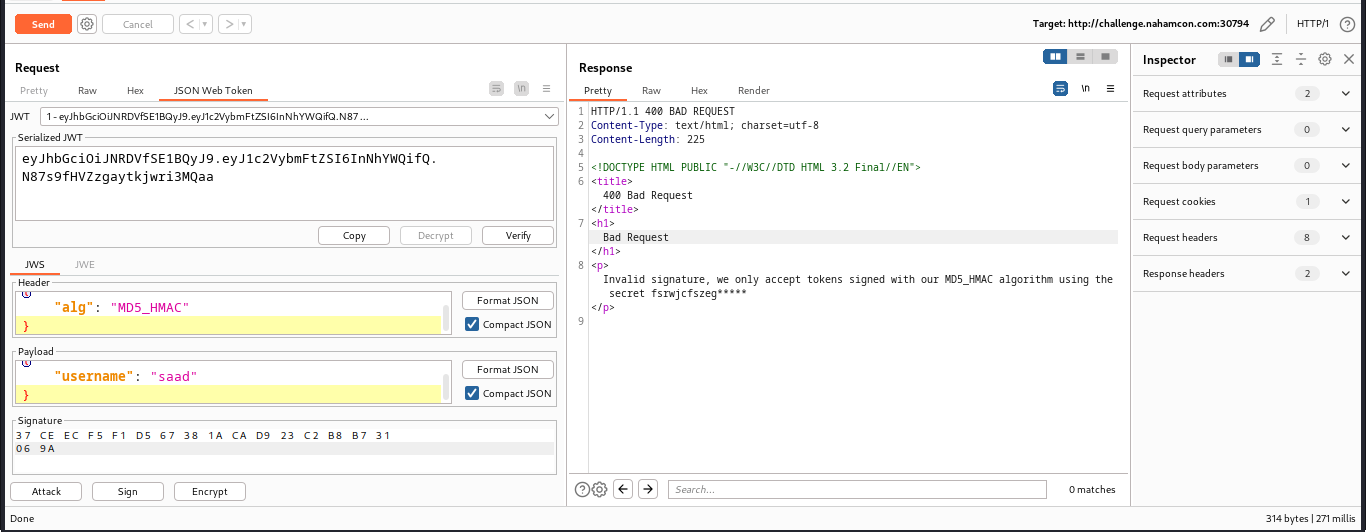 Send
Cancel
<
>
Target: http://challenge.nahamcon.com:30794
HTTP/1
?
Request
Pretty
Raw
Hex
JSON Web Token
\n
JWT
1 - eyJhbGciOiJNRDVfSE1BQyJ9.eyJ1c2VybmFtZSI6InNhYWQifQ.N87 ...
Serialized JWT
eyJhbGciOiJNRDVfSE1BQyJ9.eyJ1c2VybmFtZSI6InNhYWQifQ.
N87s9fHVZzgaytkjwri3MQaa
Copy
Decrypt
Verify
JWS
JWE
Header
"alg": "MD5_HMAC"
}
Format JSON
Compact JSON
Payload
"username": "saad"
}
Format JSON
Compact JSON
Signature
37 CE EC F5 F1 D5 67 38 1A CA D9 23 C2 B8 B7 31
06 9A
Attack
Sign
Encrypt
Response
Pretty
Raw
Hex
Render
\n
1 HTTP/1.1 400 BAD REQUEST
2 Content-Type: text/html; charset=utf-8
3 Content-Length: 225
4
5 <!DOCTYPE HTML PUBLIC "-//W3C//DTD HTML 3.2 Final//EN">
6 <title>
400 Bad Request
</title>
7 <h1>
Bad Request
</h1>
8 <p>
Invalid signature, we only accept tokens signed with our MD5_HMAC algorithm using the
secret fsrwjcfszeg*****
</p>
9
?
Search...
0 matches
Inspector
Request attributes
2
Request query parameters
0
Request body parameters
0
Request cookies
1
Request headers
8
Response headers
2
Done
314 bytes | 271 millis